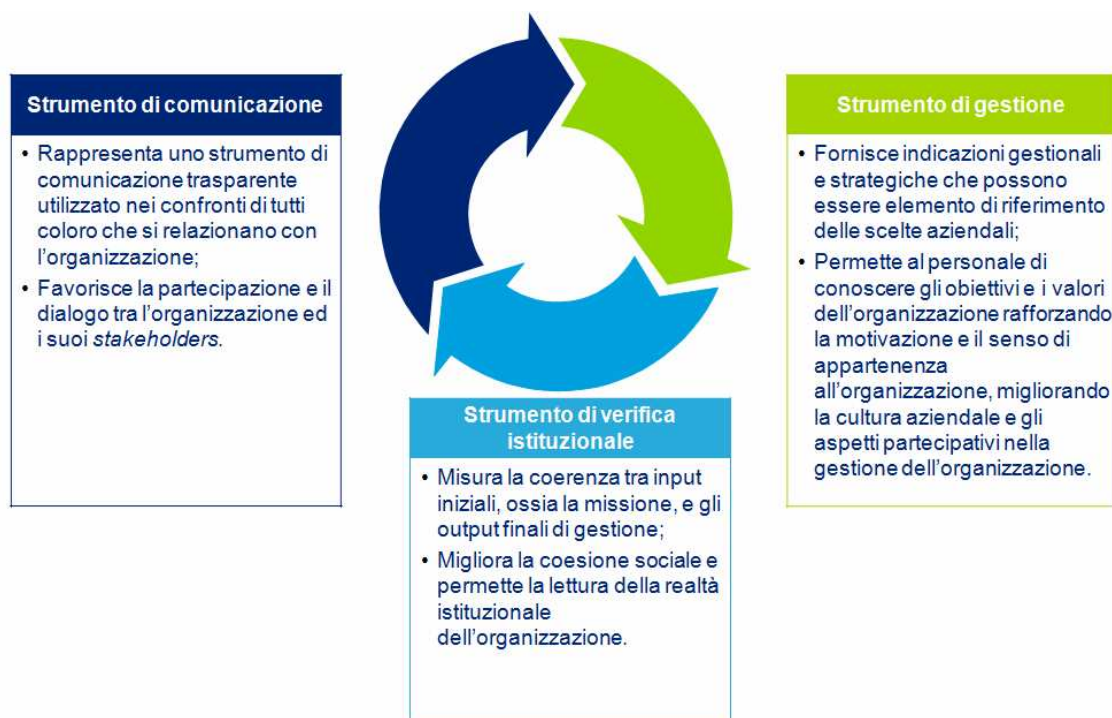 Strumento di comunicazione
• Rappresenta uno strumento di
comunicazione trasparente
utilizzato nei confronti di tutti
coloro che si relazionano con
l'organizzazione;
• Favorisce la partecipazione e il
dialogo tra l'organizzazione ed
i suoi stakeholders.
Strumento di gestione
• Fornisce indicazioni gestionali
e strategiche che possono
essere elemento di riferimento
delle scelte aziendali;
• Permette al personale di
conoscere gli obiettivi e i valori
dell'organizzazione rafforzando
la motivazione e il senso di
appartenenza
all'organizzazione, migliorando
la cultura aziendale e gli
aspetti partecipativi nella
gestione dell'organizzazione.
Strumento di verifica
istituzionale
• Misura la coerenza tra input
iniziali, ossia la missione, e gli
output finali di gestione;
• Migliora la coesione sociale e
permette la lettura della realtà
istituzionale
dell'organizzazione.